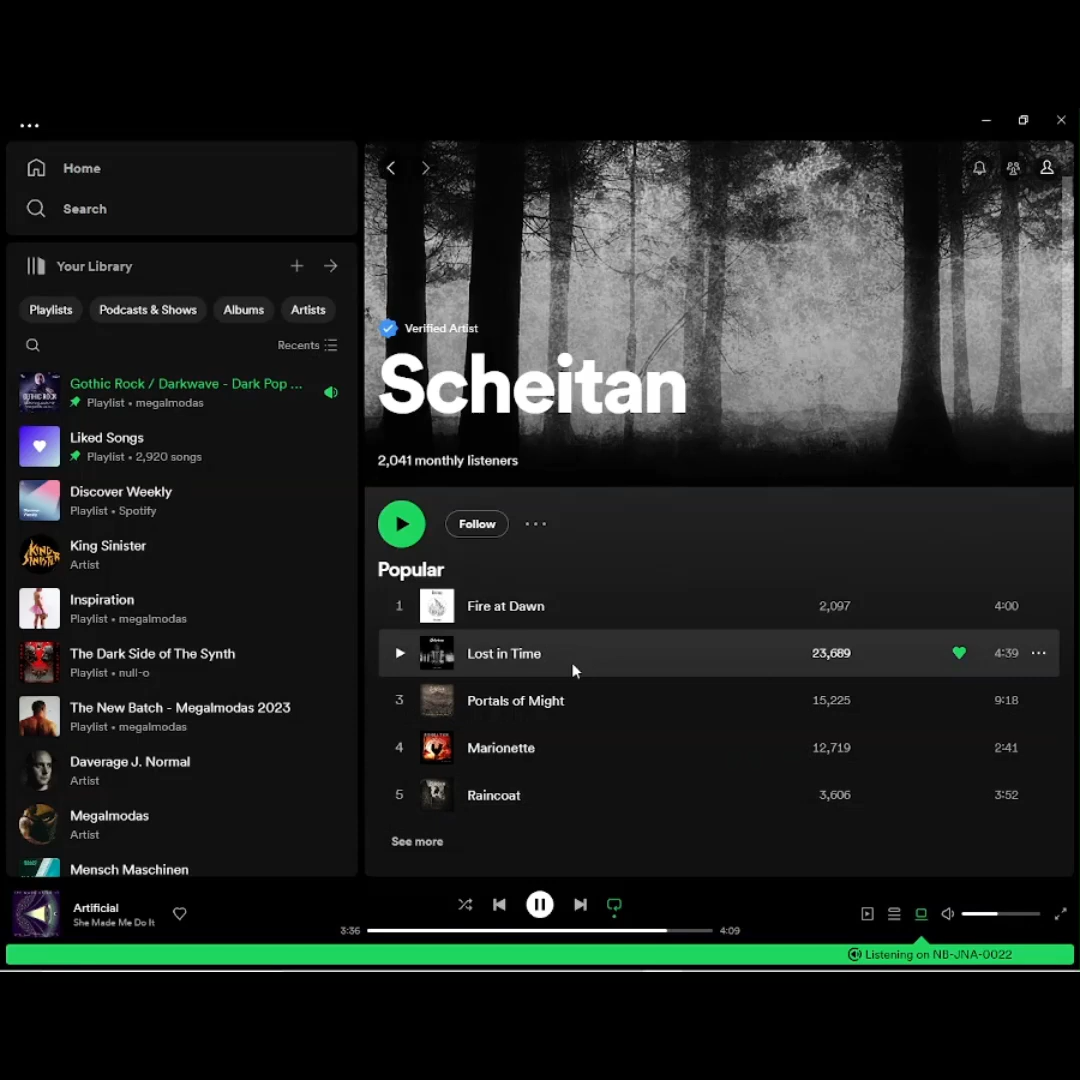 Home
Search
Your Library
Playlists
Podcasts & Shows
Albums
Artists
Recents
Gothic Rock / Darkwave - Dark Pop ...
Playlist • megalmodas
Liked Songs
Playlist • 2,920 songs
Discover Weekly
Playlist • Spotify
King Sinister
Artist
Inspiration
Playlist • megalmodas
The Dark Side of The Synth
Playlist • null-o
The New Batch - Megalmodas 2023
Playlist • megalmodas
Daverage J. Normal
Artist
Megalmodas
Artist
Mensch Maschinen
Verified Artist
Scheitan
2,041 monthly listeners
Follow
Popular
1 Fire at Dawn 2,097 4:00
Lost in Time 23,689 4:39
3 Portals of Might 15,225 9:18
4 Marionette 12,719 2:41
5 Raincoat 3,606 3:52
See more
Artificial
She Made Me Do It
3:36 4:09
Listening on NB-JNA-0022